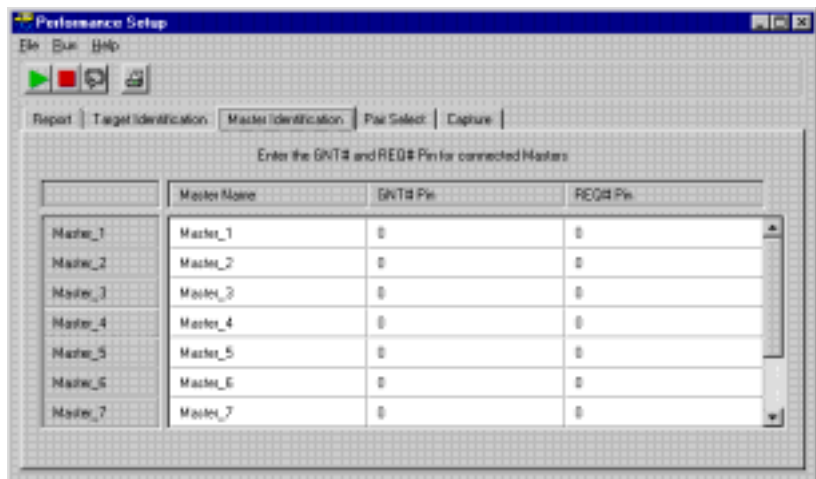 Performance Setup
File Run Help
Report Target Identification Master Identification Pair Select Capture
Enter the GNT# and REQ# Pin for connected Masters
Master Name GNT# Pin REQ# Pin
Master_1 Master_1 0 0
Master_2 Master_2 0 0
Master_3 Master_3 0 0
Master_4 Master_4 0 0
Master_5 Master_5 0 0
Master_6 Master_6 0 0
Master_7 Master_7 0 0